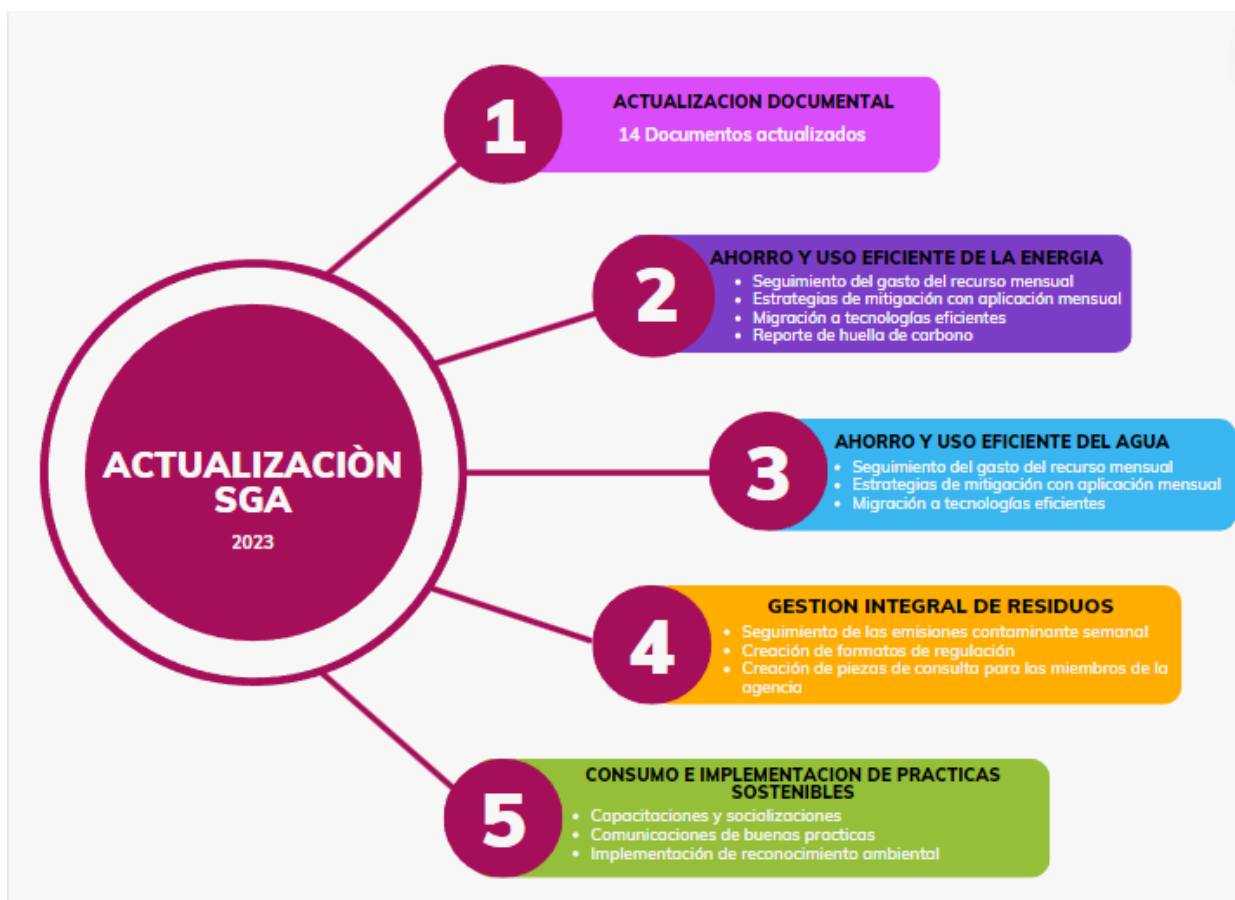 1
ACTUALIZACION DOCUMENTAL
14 Documentos actualizados
2
AHORRO Y USO EFICIENTE DE LA ENERGIA
• Seguimiento del gasto del recurso mensual
• Estrategias de mitigación con aplicación mensual
• Migración a tecnologías eficientes
• Reporte de huella de carbono
ACTUALIZACIÒN
SGA
2023
3
AHORRO Y USO EFICIENTE DEL AGUA
• Seguimiento del gasto del recurso mensual
• Estrategias de mitigación con aplicación mensual
• Migración a tecnologías eficientes
4
GESTION INTEGRAL DE RESIDUOS
• Seguimiento de las emisiones contaminante semanal
• Creación de formatos de regulación
• Creación de piezas de consulta para los miembros de la
agencia
5
CONSUMO E IMPLEMENTACION DE PRACTICAS
SOSTENIBLES
• Capacitaciones y socializaciones
• Comunicaciones de buenas practicas
• Implementación de reconocimiento ambiental